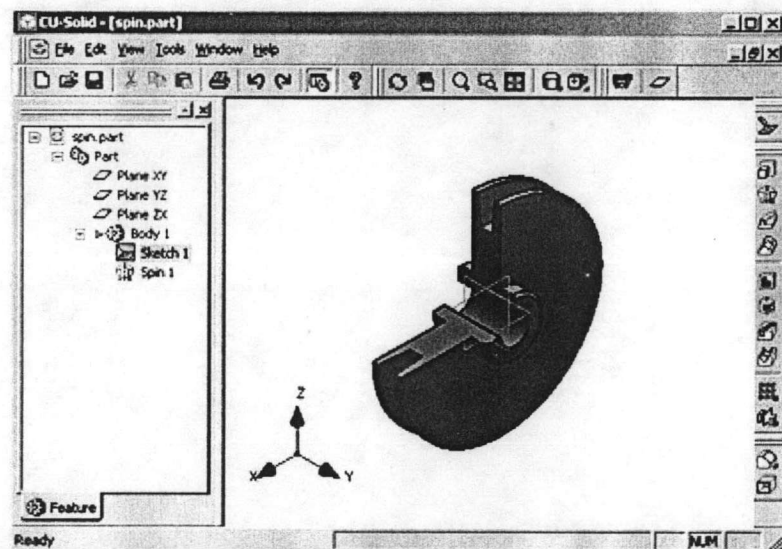 CU-Solid - [spin.part]
File Edit View Tools Window Help
spin.part
Part
Plane XY
Plane YZ
Plane ZX
Body 1
Sketch 1
Spin 1
Z
X
Y
Feature
Ready
NUM